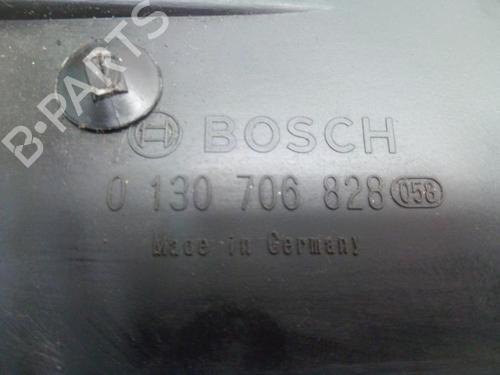 B-PARTS
BOSCH
0 130 706 828 058
Made in Germany